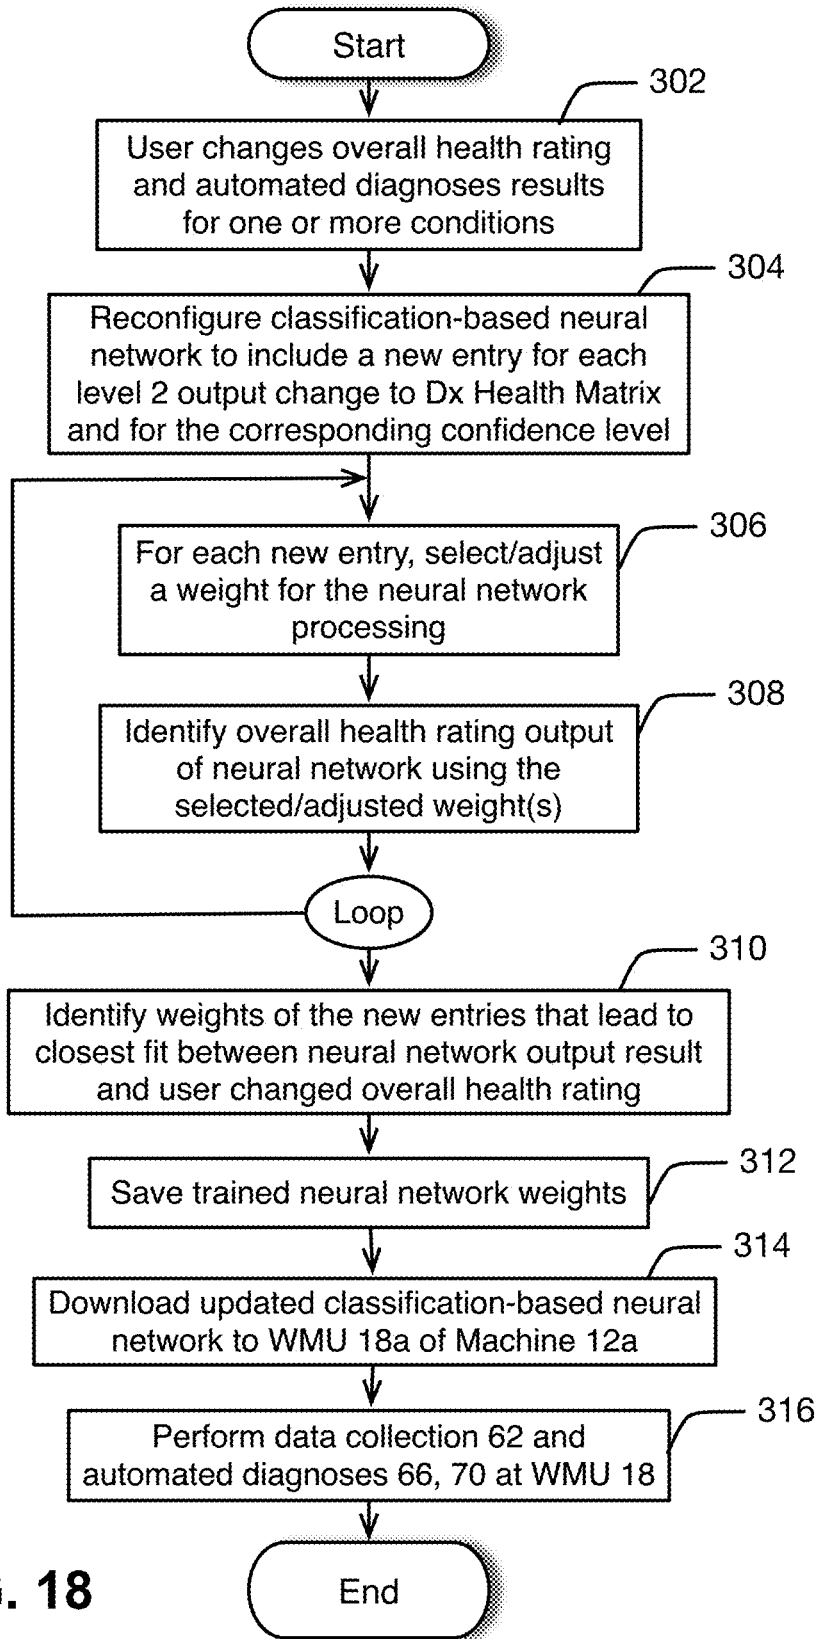 Start
302
User changes overall health rating
and automated diagnoses results
for one or more conditions
304
Reconfigure classification-based neural
network to include a new entry for each
level 2 output change to Dx Health Matrix
and for the corresponding confidence level
306
For each new entry, select/adjust
a weight for the neural network
processing
308
Identify overall health rating output
of neural network using the
selected/adjusted weight(s)
Loop
310
Identify weights of the new entries that lead to
closest fit between neural network output result
and user changed overall health rating
312
Save trained neural network weights
314
Download updated classification-based neural
network to WMU 18a of Machine 12a
316
Perform data collection 62 and
automated diagnoses 66, 70 at WMU 18
. 18
End